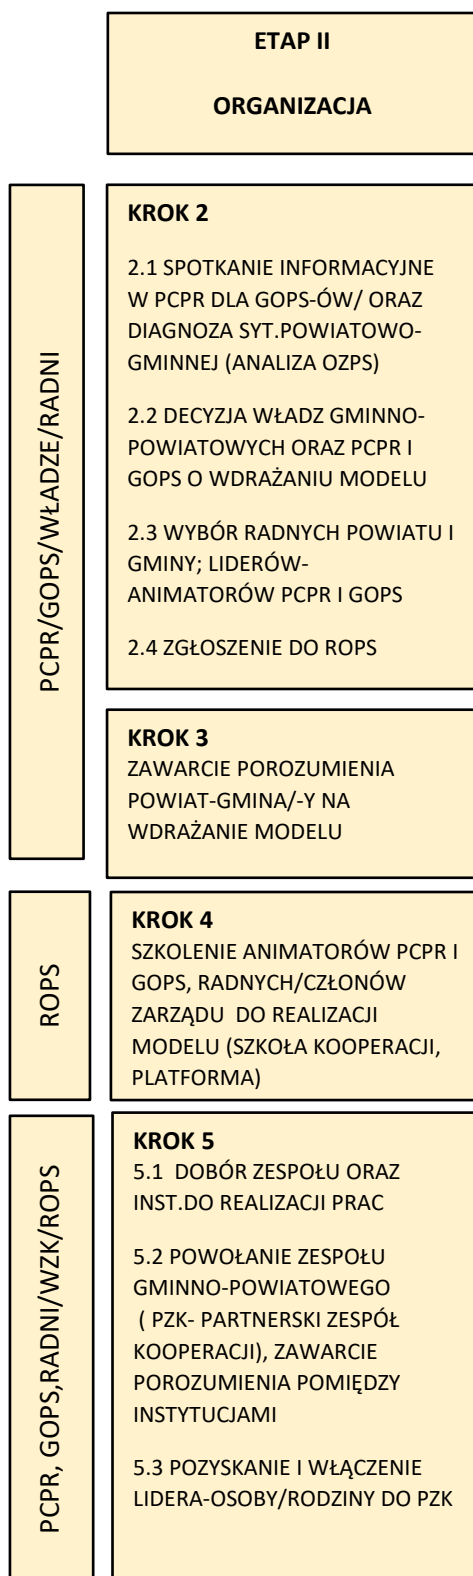 ETAP II
ORGANIZACJA
PCPR/GOPS/WŁADZE/RADNI
KROK 2
2.1 SPOTKANIE INFORMACYJNE
W PCPR DLA GOPS-ÓW/ ORAZ
DIAGNOZA SYT.POWIATOWO-
GMINNEJ (ANALIZA OZPS)
2.2 DECYZJA WŁADZ GMINNO-
POWIATOWYCH ORAZ PCPR I
GOPS O WDRAŻANIU MODELU
2.3 WYBÓR RADNYCH POWIATU I
GMINY; LIDERÓW-
ANIMATORÓW PCPR I GOPS
2.4 ZGŁOSZENIE DO ROPS
KROK 3
ZAWARCIE POROZUMIENIA
POWIAT-GMINA/-Y NA
WDRAŻANIE MODELU
ROPS
KROK 4
SZKOLENIE ANIMATORÓW PCPR I
GOPS, RADNYCH/CZŁONÓW
ZARZĄDU DO REALIZACJI
MODELU (SZKOŁA KOOPERACJI,
PLATFORMA)
PCPR, GOPS,RADNI/WZK/ROPS
KROK 5
5.1 DOBÓR ZESPOŁU ORAZ
INST.DO REALIZACJI PRAC
5.2 POWOŁANIE ZESPOŁU
GMINNO-POWIATOWEGO
( PZK- PARTNERSKI ZESPÓŁ
KOOPERACJI), ZAWARCIE
POROZUMIENIA POMIĘDZY
INSTYTUCJAMI
5.3 POZYSKANIE I WŁĄCZENIE
LIDERA-OSOBY/RODZINY DO PZK